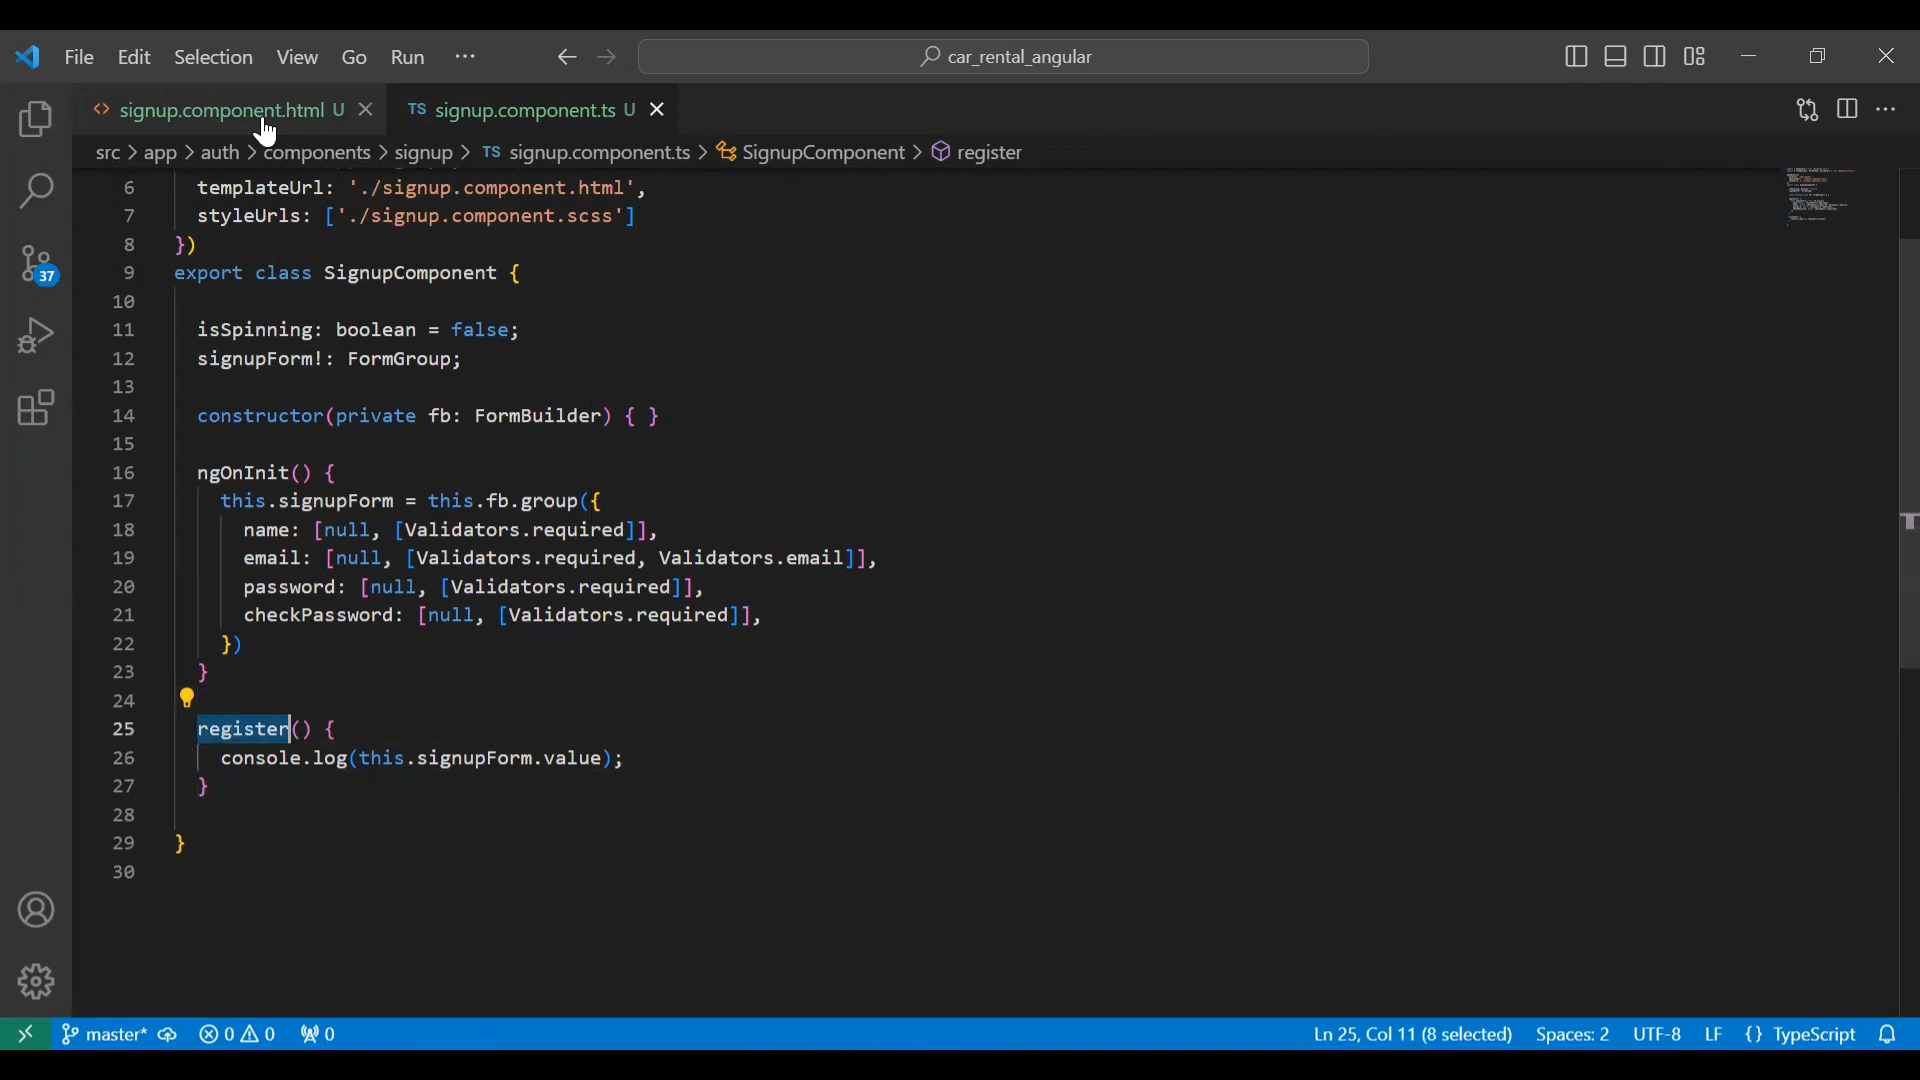 File Edit Selection View Go Run ··· car_rental_angular
signup.component.html U TS signup.component.ts U
src > app > auth > components > signup > TS signup.component.ts > SignupComponent > register
6 templateUrl: './signup.component.html',
7 styleUrls: ['./signup.component.scss']
8 })
9 export class SignupComponent {
10
11 isSpinning: boolean = false;
12 signupForm!: FormGroup;
13
14 constructor(private fb: FormBuilder) { }
15
16 ngOnInit() {
17 this.signupForm = this.fb.group({
18 name: [null, [Validators.required]],
19 email: [null, [Validators.required, Validators.email]],
20 password: [null, [Validators.required]],
21 checkPassword: [null, [Validators.required]],
22 })
23 }
24
25 register() {
26 console.log(this.signupForm.value);
27 }
28
29 }
30
37
master* 0 0 0 Ln 25, Col 11 (8 selected) Spaces: 2 UTF-8 LF {} TypeScript